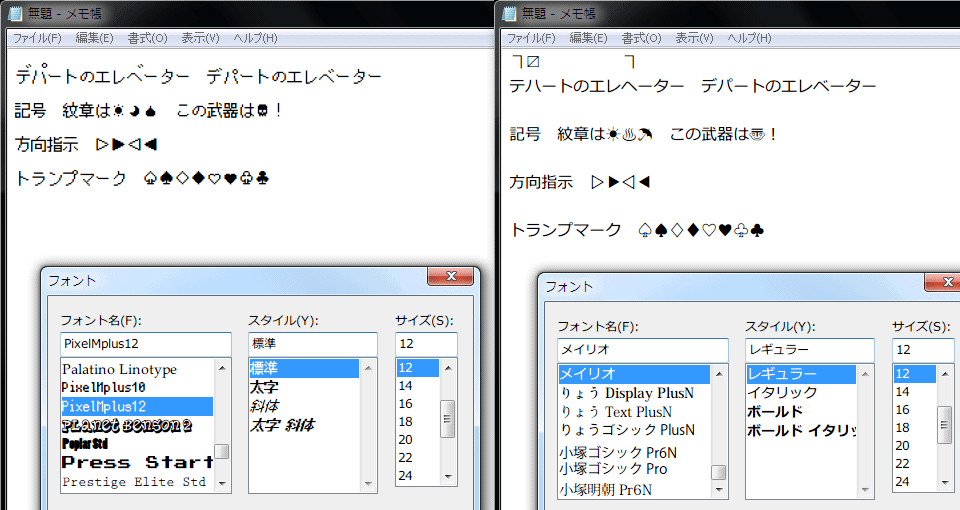 無題 - メモ帳
ファイル(F) 編集(E) 書式(O) 表示(V) ヘルプ(H)
デパートのエレベーター デパートのエレベーター
記号 紋章は☀☽ この武器は☠！
方向指示 ▷▶◁◀
トランプマーク ♤♠♢♦♡♥♧♣
フォント
フォント名(F): スタイル(Y): サイズ(S):
PixelMplus12 標準 12
Palatino Linotype 標準 12
PixelMplus10 太字 14
PixelMplus12 斜体 16
PLANET BENSON 2 太字 斜体 18
Poplar Std 20
Press Start 22
Prestige Elite Std 24
無題 - メモ帳
ファイル(F) 編集(E) 書式(O) 表示(V) ヘルプ(H)
テハートのエレヘーター デパートのエレベーター
記号 紋章は☀♨☂ この武器は〠！
方向指示 ▷▶◁◀
トランプマーク ♤♠♢♦♡♥♧♣
フォント
フォント名(F): スタイル(Y): サイズ(S):
メイリオ レギュラー 12
メイリオ レギュラー 12
りょう Display PlusN イタリック 14
りょう Text PlusN ボールド 16
りょうゴシック PlusN ボールド イタリッ 18
小塚ゴシック Pr6N 20
小塚ゴシック Pro 22
小塚明朝 Pr6N 24